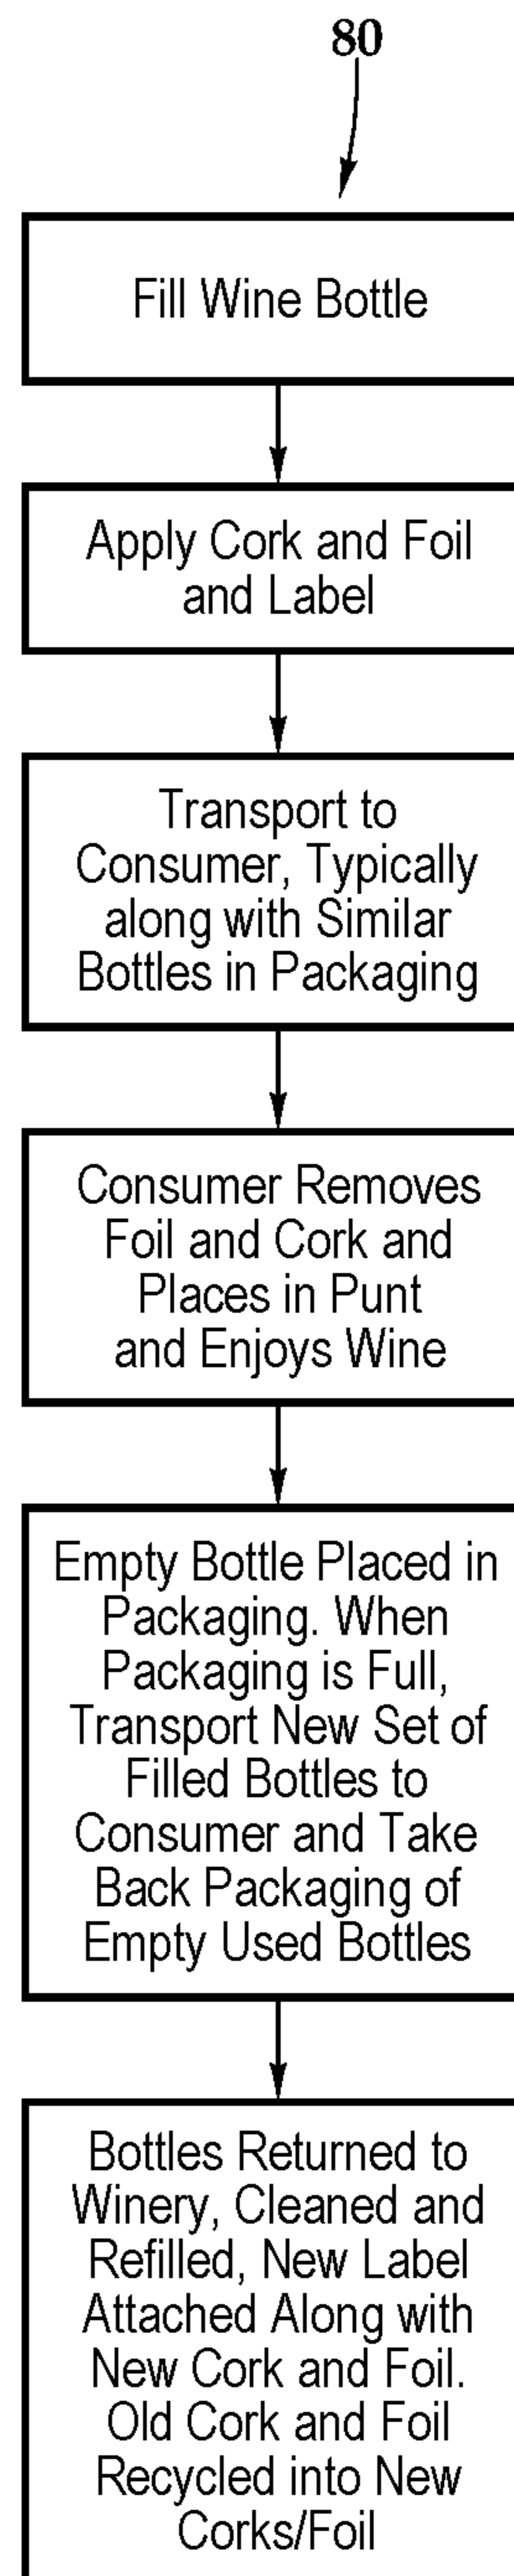 80
Fill Wine Bottle
Apply Cork and Foil
and Label
Transport to
Consumer, Typically
along with Similar
Bottles in Packaging
Consumer Removes
Foil and Cork and
Places in Punt
and Enjoys Wine
Empty Bottle Placed in
Packaging. When
Packaging is Full,
Transport New Set of
Filled Bottles to
Consumer and Take
Back Packaging of
Empty Used Bottles
Bottles Returned to
Winery, Cleaned and
Refilled, New Label
Attached Along with
New Cork and Foil.
Old Cork and Foil
Recycled into New
Corks/Foil